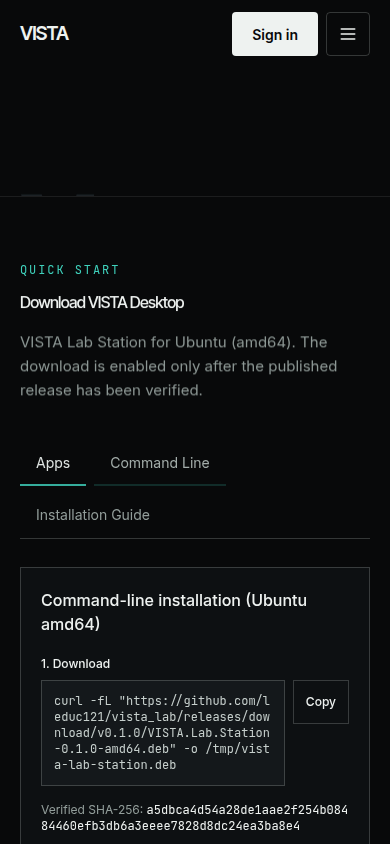 VISTA
Sign in
QUICK START
Download VISTA Desktop
VISTA Lab Station for Ubuntu (amd64). The
download is enabled only after the published
release has been verified.
Apps
Command Line
Installation Guide
Command-line installation (Ubuntu
amd64)
1. Download
curl -fL "https://github.com/l
educ121/vista_lab/releases/dow
nload/v0.1.0/VISTA.Lab.Station
-0.1.0-amd64.deb" -o /tmp/vist
a-lab-station.deb
Copy
Verified SHA-256: a5dbca4d54a28de1aae2f254b084
84460efb3db6a3eeee7828d8dc24ea3ba8e4